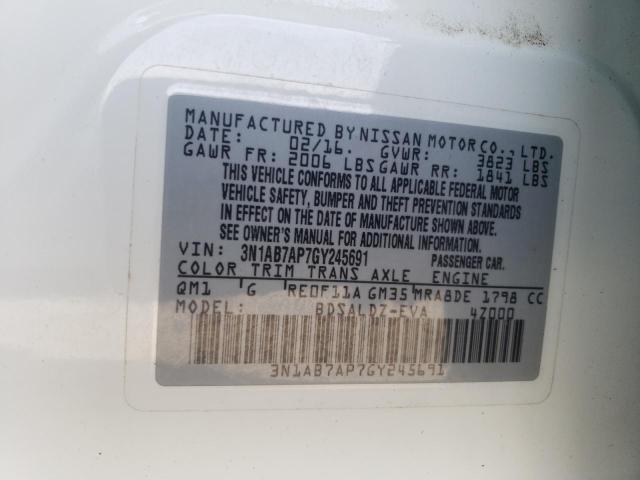 MANUFACTURED BY NISSAN MOTOR CO., LTD.
DATE: 02/16. GVWR: 3823 LBS
GAWR FR: 2006 LBS GAWR RR: 1841 LBS
THIS VEHICLE CONFORMS TO ALL APPLICABLE FEDERAL MOTOR
VEHICLE SAFETY, BUMPER AND THEFT PREVENTION STANDARDS
IN EFFECT ON THE DATE OF MANUFACTURE SHOWN ABOVE.
SEE OWNER'S MANUAL FOR ADDITIONAL INFORMATION
VIN: 3N1AB7AP7GY245691 PASSENGER CAR.
COLOR TRIM TRANS AXLE ENGINE
QM1 G RE0F11A GM35 MRA8DE 1798 CC
MODEL: BDSALDZ-EVA 4Z000
3N1AB7AP7GY245691